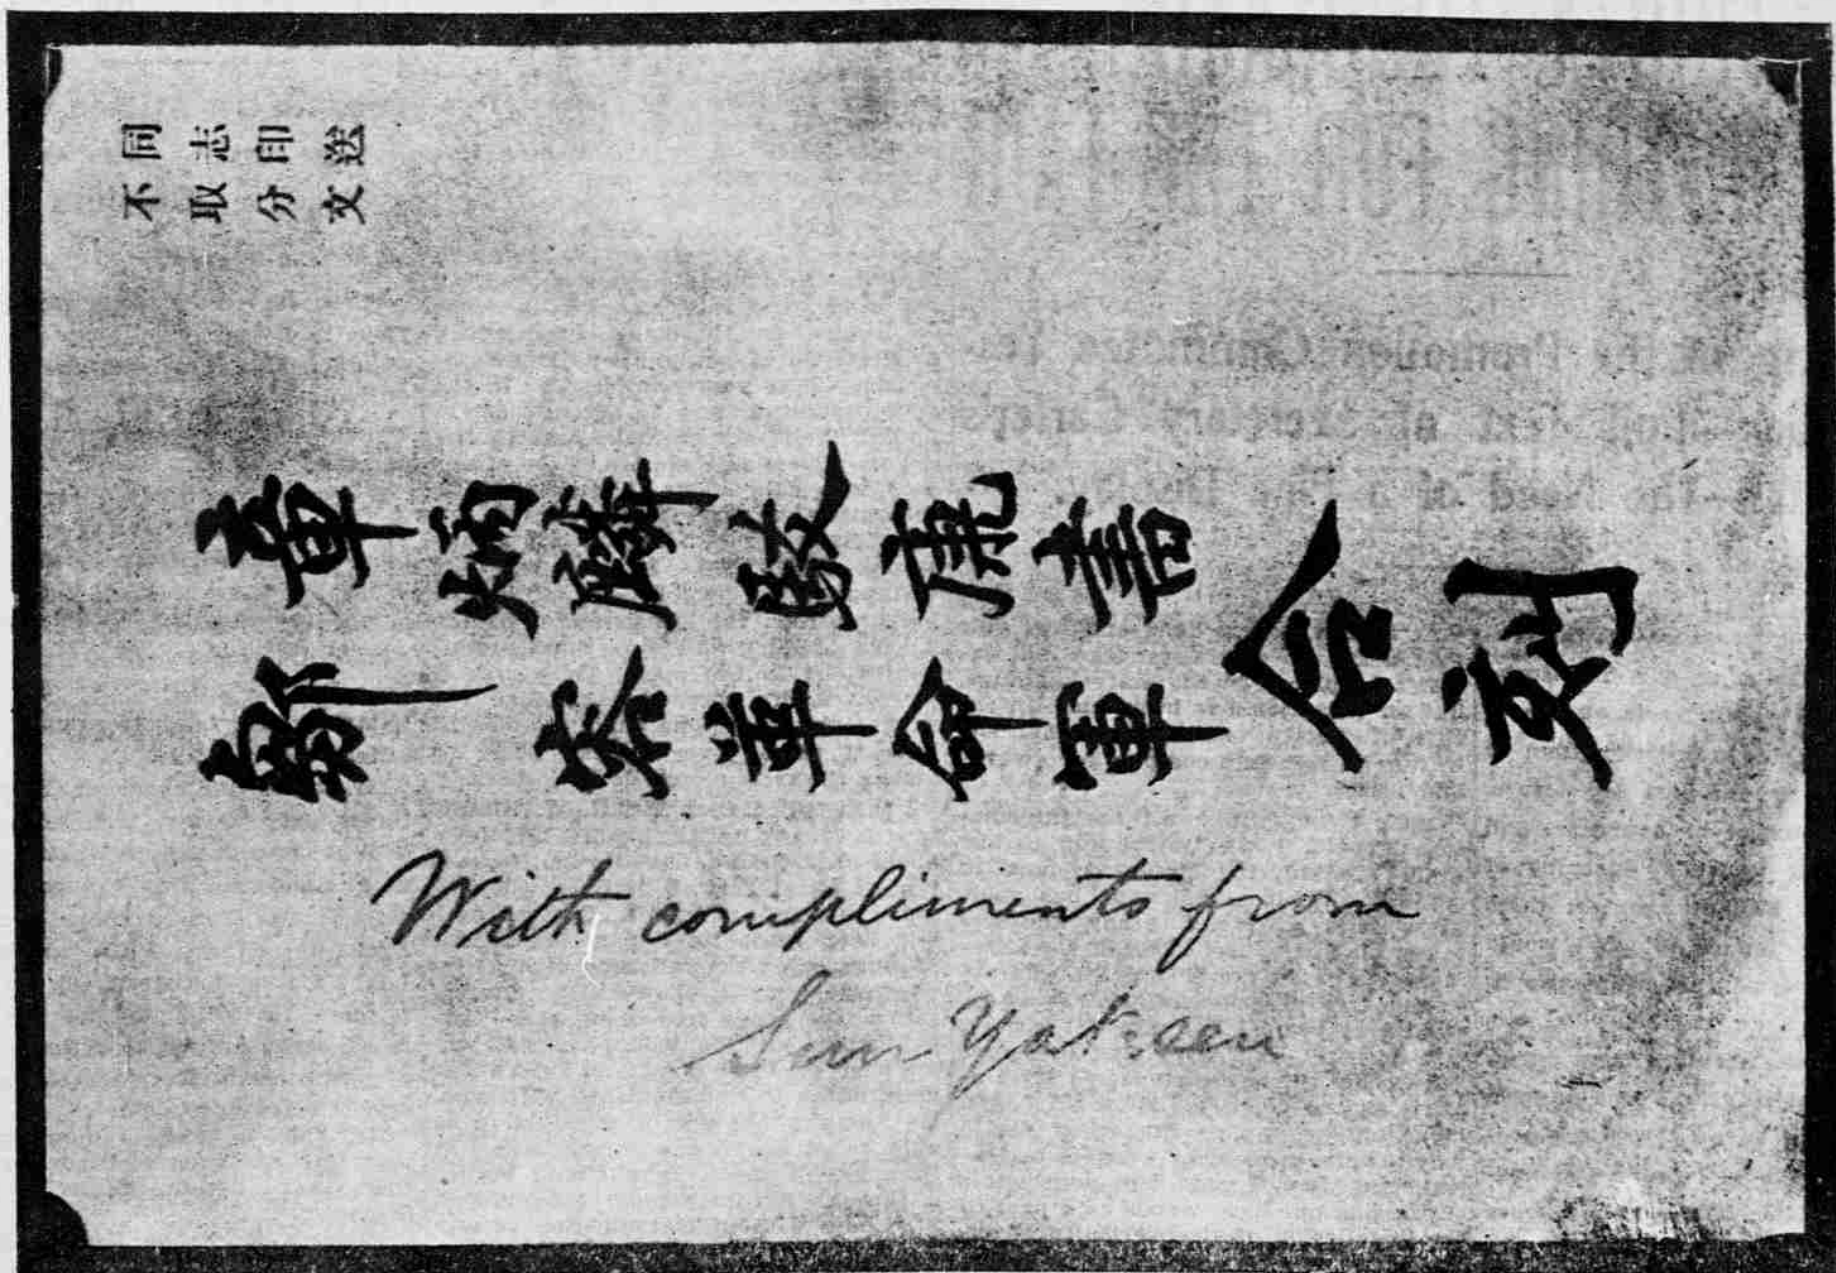 同志印送
不取分文
章炳麟駁康書
鄒容革命軍
合刻
With compliments from
Sun Yat-sen